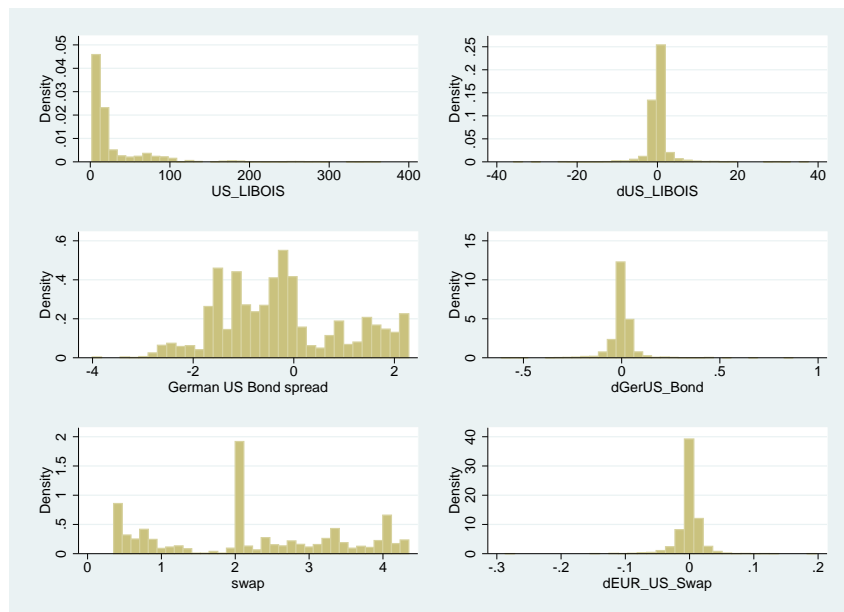 Density
0 .01 .02 .03 .04 .05
0 100 200 300 400
US_LIBOIS
Density
0 .05 .1 .15 .2 .25
-40 -20 0 20 40
dUS_LIBOIS
Density
0 .2 .4 .6
-4 -2 0 2
German US Bond spread
Density
0 5 10 15
-.5 0 .5 1
dGerUS_Bond
Density
0 .5 1 1.5 2
0 1 2 3 4
swap
Density
0 10 20 30 40
-.3 -.2 -.1 0 .1 .2
dEUR_US_Swap